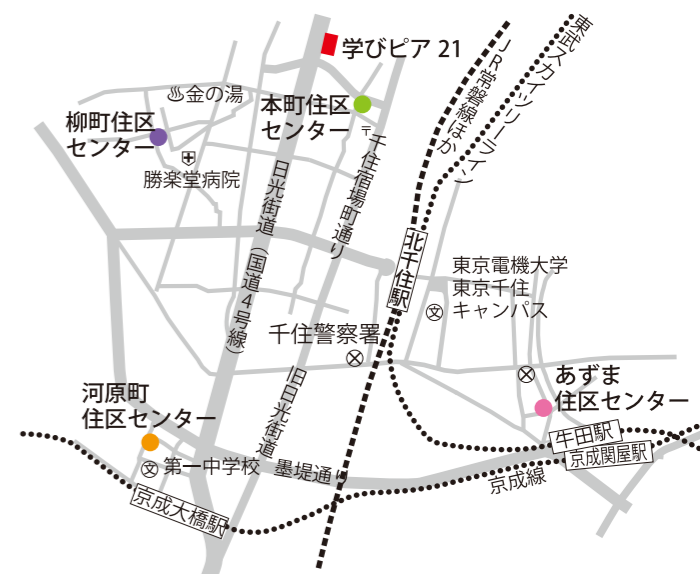 学びピア 21
東武スカイツリーライン
JR常磐線ほか
金の湯
本町住区
センター
柳町住区
センター
〒
勝楽堂病院
千住宿場町通り
日光街道（国道４号線）
北千住駅
東京電機大学
東京千住
キャンパス
文
千住警察署
旧日光街道
あずま
住区センター
河原町
住区センター
牛田駅
京成関屋駅
文
第一中学校
墨堤通り
京成線
京成大橋駅